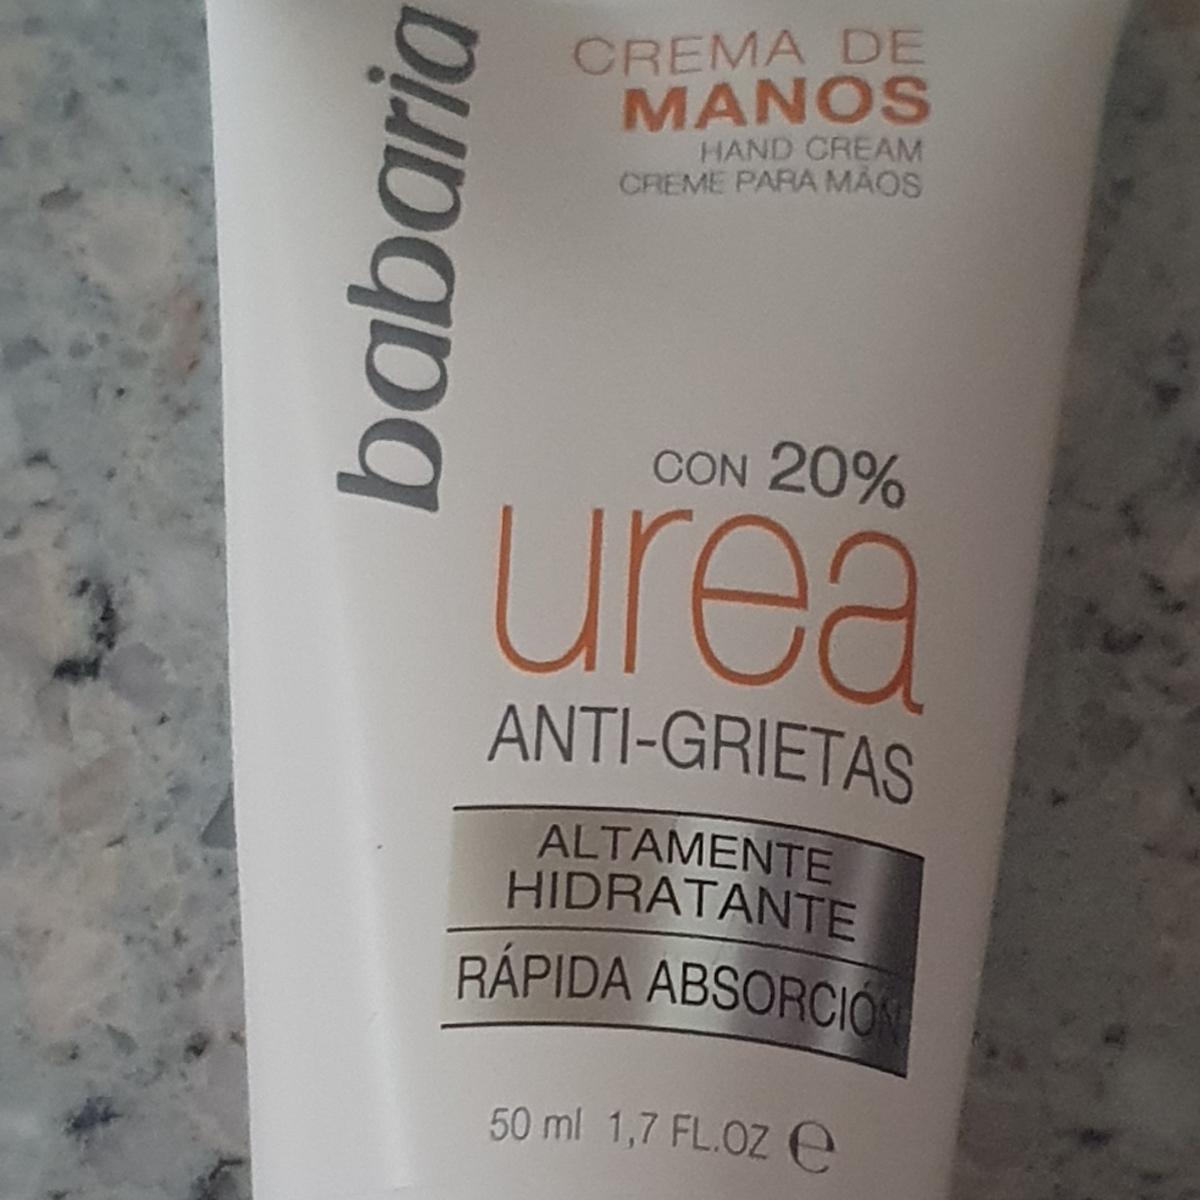 babaria
CREMA DE
MANOS
HAND CREAM
CREME PARA MÃOS
CON 20%
urea
ANTI-GRIETAS
ALTAMENTE
HIDRATANTE
RÁPIDA ABSORCIÓN
50 ml 1,7 FL.OZ ℮